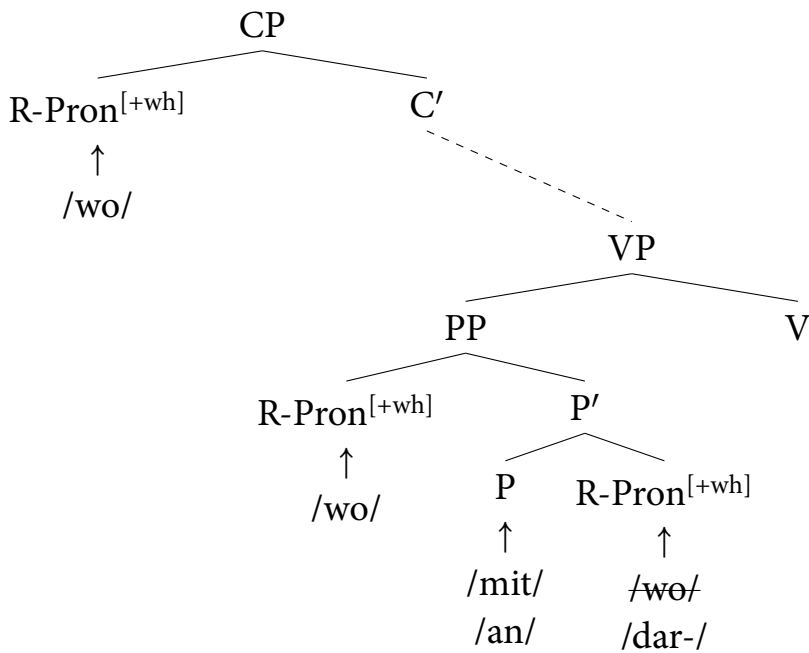 CP
R-Pron[+wh] C′
/wo/
VP
PP V
R-Pron[+wh] P′
/wo/ P R-Pron[+wh]
/mit/ /wo/
/an/ /dar-/